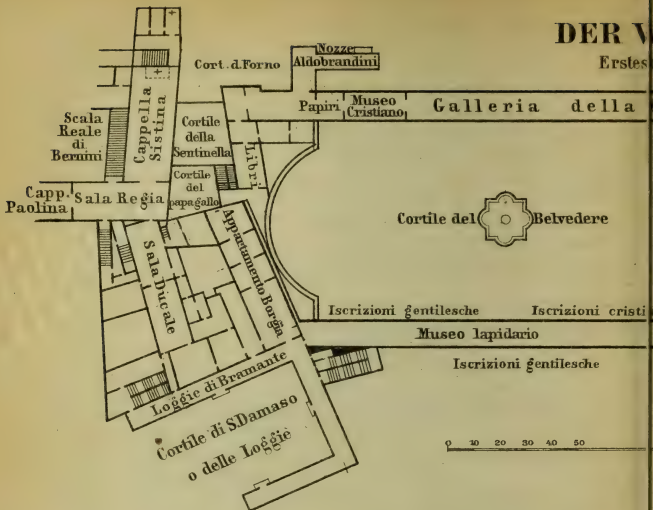 DER V
Erstes
Nozze
Aldobrandini
Cort. d. Forno
Papiri
Museo
Cristiano
Galleria della
Scala
Reale
di
Bernini
Cappella
Sistina
Cortile
della
Sentinella
Libri
Cortile
del
papagallo
Capp.
Paolina
Sala Regia
Cortile del Belvedere
Sala Ducale
Appartamento Borgia
Iscrizioni gentilesche Iscrizioni cristi
Museo lapidario
Iscrizioni gentilesche
Loggie di Bramante
Cortile di S. Damaso
o delle Loggie
0 10 20 30 40 50